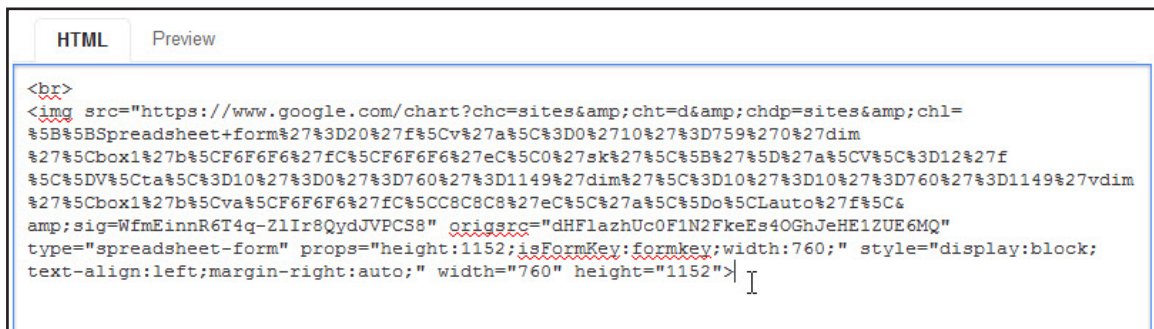 HTML Preview
<br>
<img src="https://www.google.com/chart?chc=sites&amp;cht=d&amp;chdp=sites&amp;chl=
%5B%5BSpreadsheet+form%27%3D20%27f%5Cv%27a%5C%3D0%2710%27%3D759%270%27dim
%27%5Cbox1%27b%5CF6F6F6%27fC%5CF6F6F6%27eC%5C0%27sk%27%5C%5B%27%5D%27a%5CV%5C%3D12%27f
%5C%5DV%5Cta%5C%3D10%27%3D0%27%3D760%27%3D1149%27dim%27%5C%3D10%27%3D10%27%3D760%27%3D1149%27vdim
%27%5Cbox1%27b%5Cva%5CF6F6F6%27fC%5CC8C8C8%27eC%5C%27a%5C%5Do%5CLauto%27f%5C&
amp;sig=WfmEinnR6T4q-ZlIr8QydJVPCS8" origsrc="dHFlazhUc0F1N2FkeEs4OGhJeHE1ZUE6MQ"
type="spreadsheet-form" props="height:1152;isFormKey:formkey;width:760;" style="display:block;
text-align:left;margin-right:auto;" width="760" height="1152">